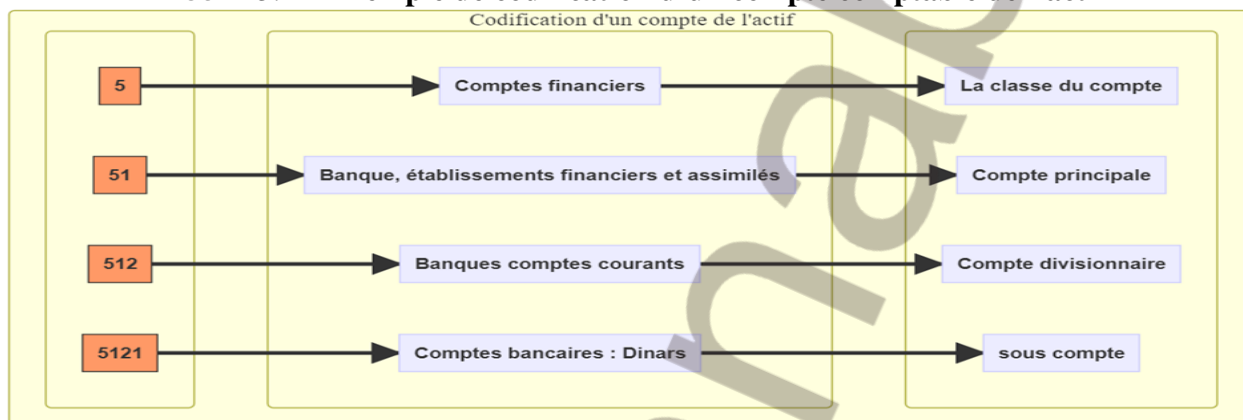 Codification d'un compte de l'actif
5 Comptes financiers La classe du compte
51 Banque, établissements financiers et assimilés Compte principale
512 Banques comptes courants Compte divisionnaire
5121 Comptes bancaires : Dinars sous compte